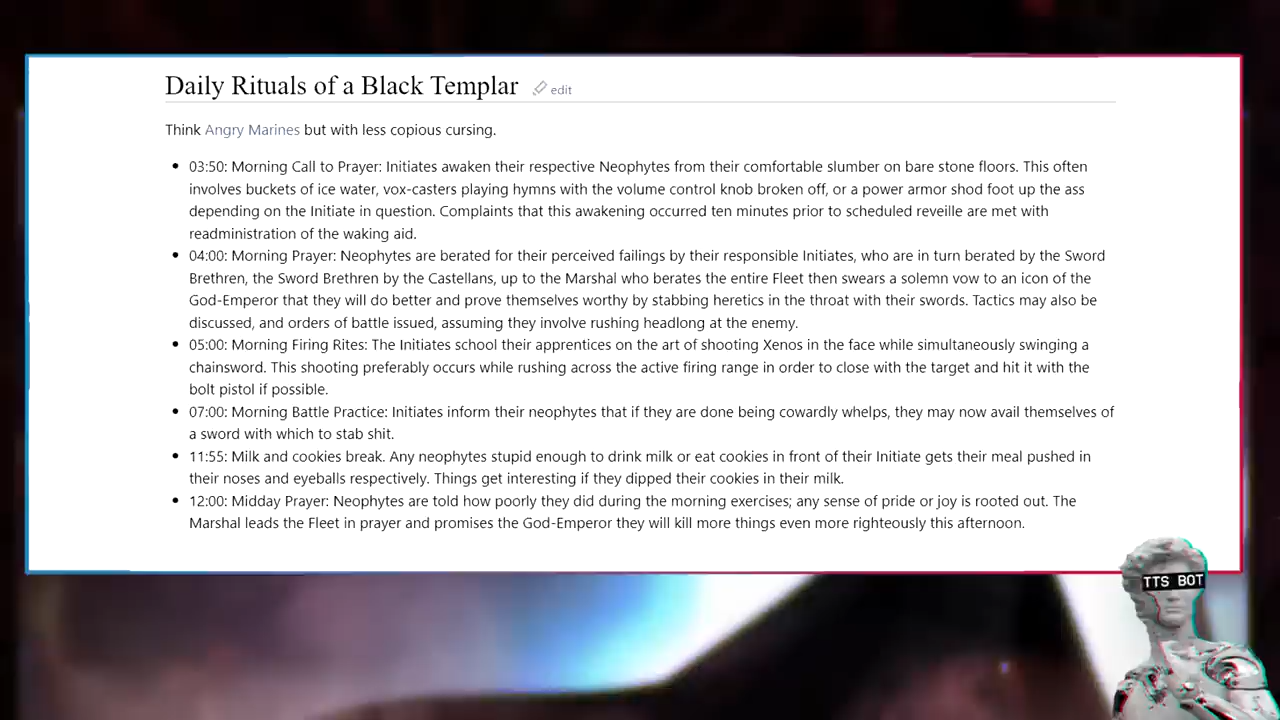 Daily Rituals of a Black Templar edit
Think Angry Marines but with less copious cursing.
03:50: Morning Call to Prayer: Initiates awaken their respective Neophytes from their comfortable slumber on bare stone floors. This often
involves buckets of ice water, vox-casters playing hymns with the volume control knob broken off, or a power armor shod foot up the ass
depending on the Initiate in question. Complaints that this awakening occurred ten minutes prior to scheduled reveille are met with
readministration of the waking aid.
04:00: Morning Prayer: Neophytes are berated for their perceived failings by their responsible Initiates, who are in turn berated by the Sword
Brethren, the Sword Brethren by the Castellans, up to the Marshal who berates the entire Fleet then swears a solemn vow to an icon of the
God-Emperor that they will do better and prove themselves worthy by stabbing heretics in the throat with their swords. Tactics may also be
discussed, and orders of battle issued, assuming they involve rushing headlong at the enemy.
05:00: Morning Firing Rites: The Initiates school their apprentices on the art of shooting Xenos in the face while simultaneously swinging a
chainsword. This shooting preferably occurs while rushing across the active firing range in order to close with the target and hit it with the
bolt pistol if possible.
07:00: Morning Battle Practice: Initiates inform their neophytes that if they are done being cowardly whelps, they may now avail themselves of
a sword with which to stab shit.
11:55: Milk and cookies break. Any neophytes stupid enough to drink milk or eat cookies in front of their Initiate gets their meal pushed in
their noses and eyeballs respectively. Things get interesting if they dipped their cookies in their milk.
12:00: Midday Prayer: Neophytes are told how poorly they did during the morning exercises; any sense of pride or joy is rooted out. The
Marshal leads the Fleet in prayer and promises the God-Emperor they will kill more things even more righteously this afternoon.
TTS BOT